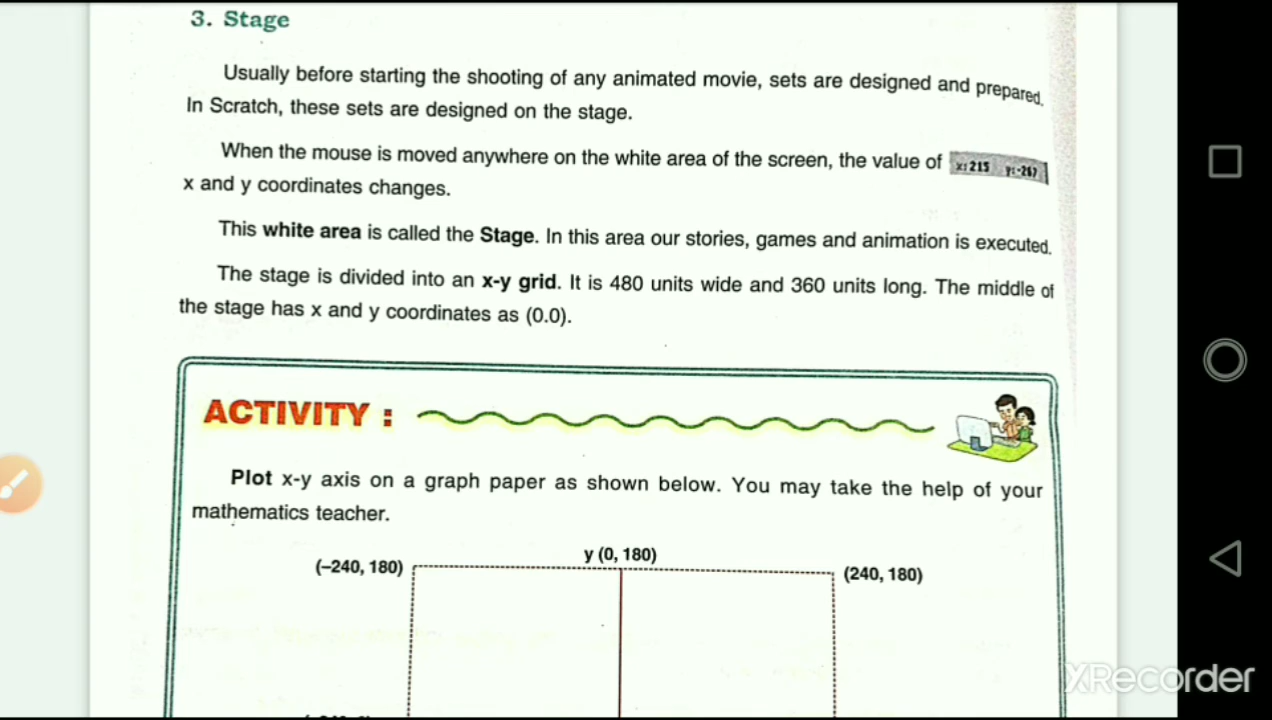 3. Stage
Usually before starting the shooting of any animated movie, sets are designed and prepared.
In Scratch, these sets are designed on the stage.
When the mouse is moved anywhere on the white area of the screen, the value of x: 215 y: -267
x and y coordinates changes.
This white area is called the Stage. In this area our stories, games and animation is executed.
The stage is divided into an x-y grid. It is 480 units wide and 360 units long. The middle of
the stage has x and y coordinates as (0.0).
ACTIVITY :
Plot x-y axis on a graph paper as shown below. You may take the help of your
mathematics teacher.
y (0, 180)
(–240, 180)
(240, 180)
XRecorder